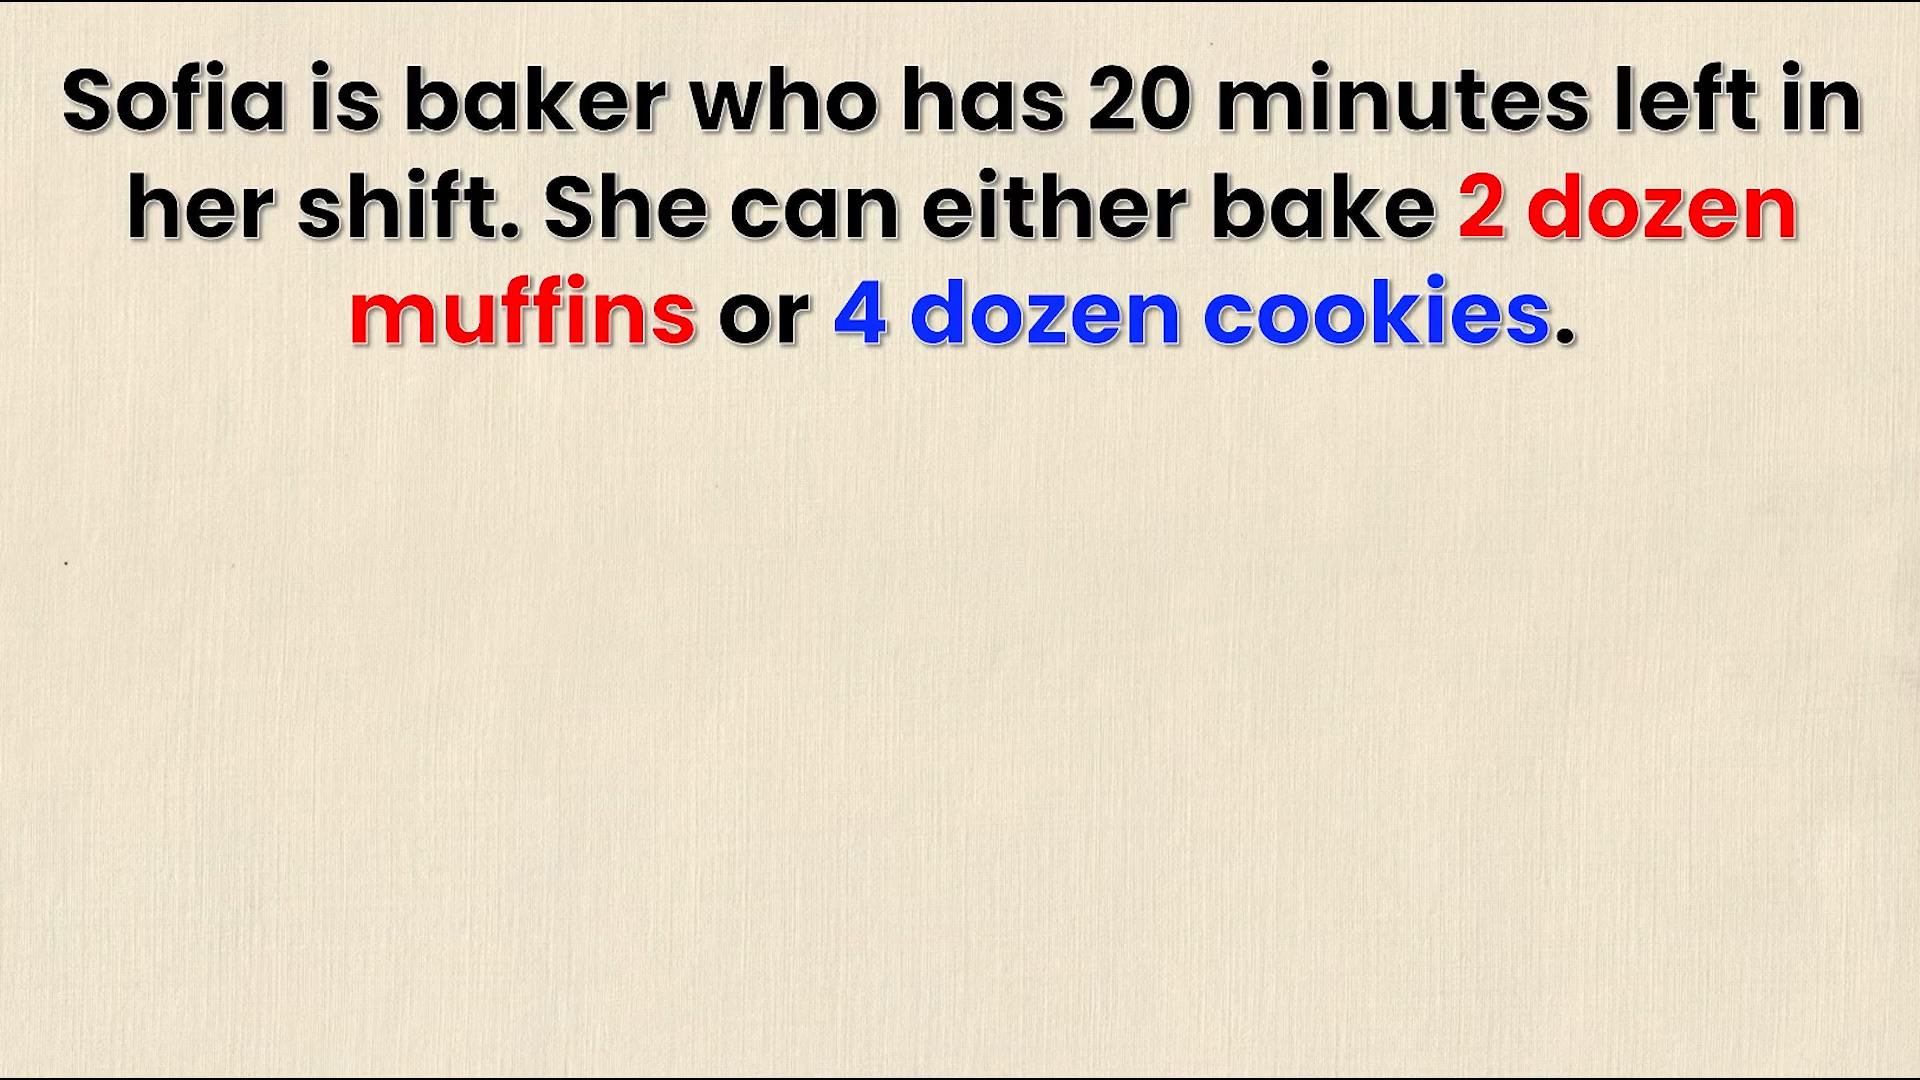 Sofia is baker who has 20 minutes left in
her shift. She can either bake 2 dozen
muffins or 4 dozen cookies.